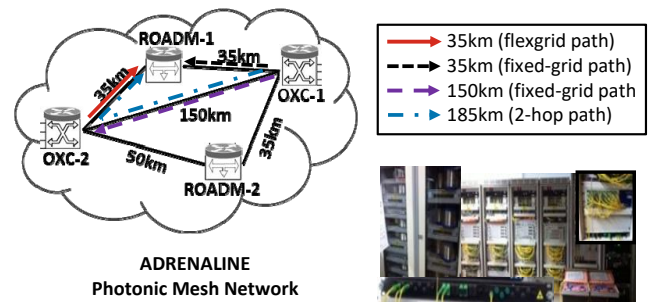 ROADM-1
35km
OXC-1
35km
150km
35km
OXC-2
50km
ROADM-2
ADRENALINE
Photonic Mesh Network
35km (flexgrid path)
35km (fixed-grid path)
150km (fixed-grid path
185km (2-hop path)